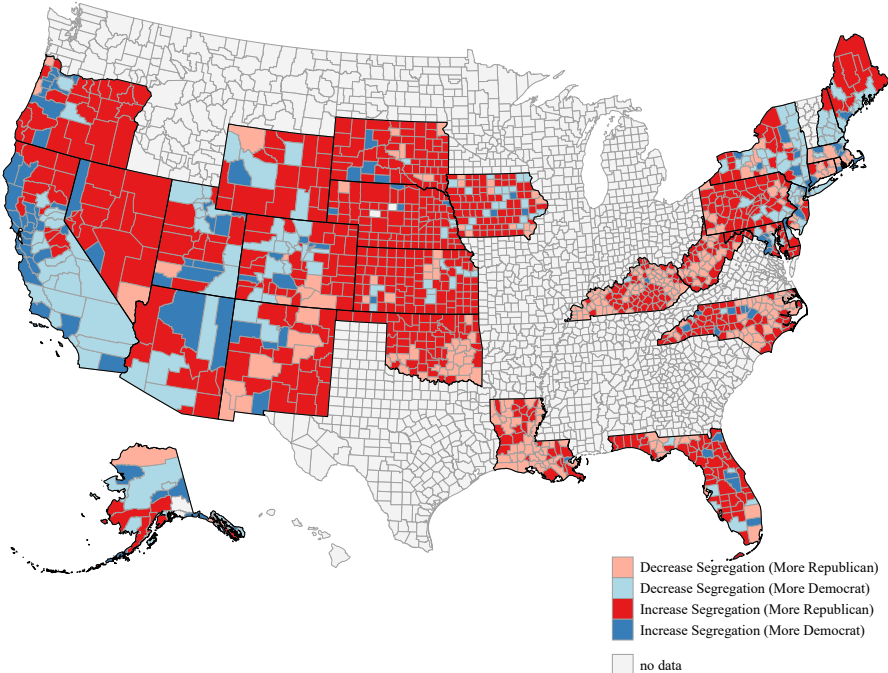 Decrease Segregation (More Republican)
Decrease Segregation (More Democrat)
Increase Segregation (More Republican)
Increase Segregation (More Democrat)
no data